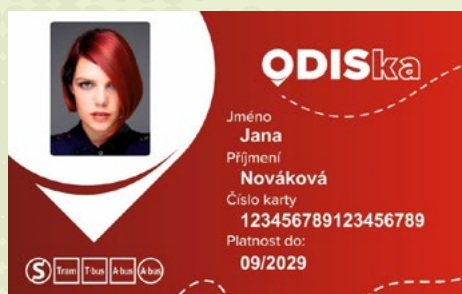 ODISka
Jméno
Jana
Příjmení
Nováková
Číslo karty
123456789123456789
Platnost do:
09/2029
S Tram T-bus A-bus A-bus